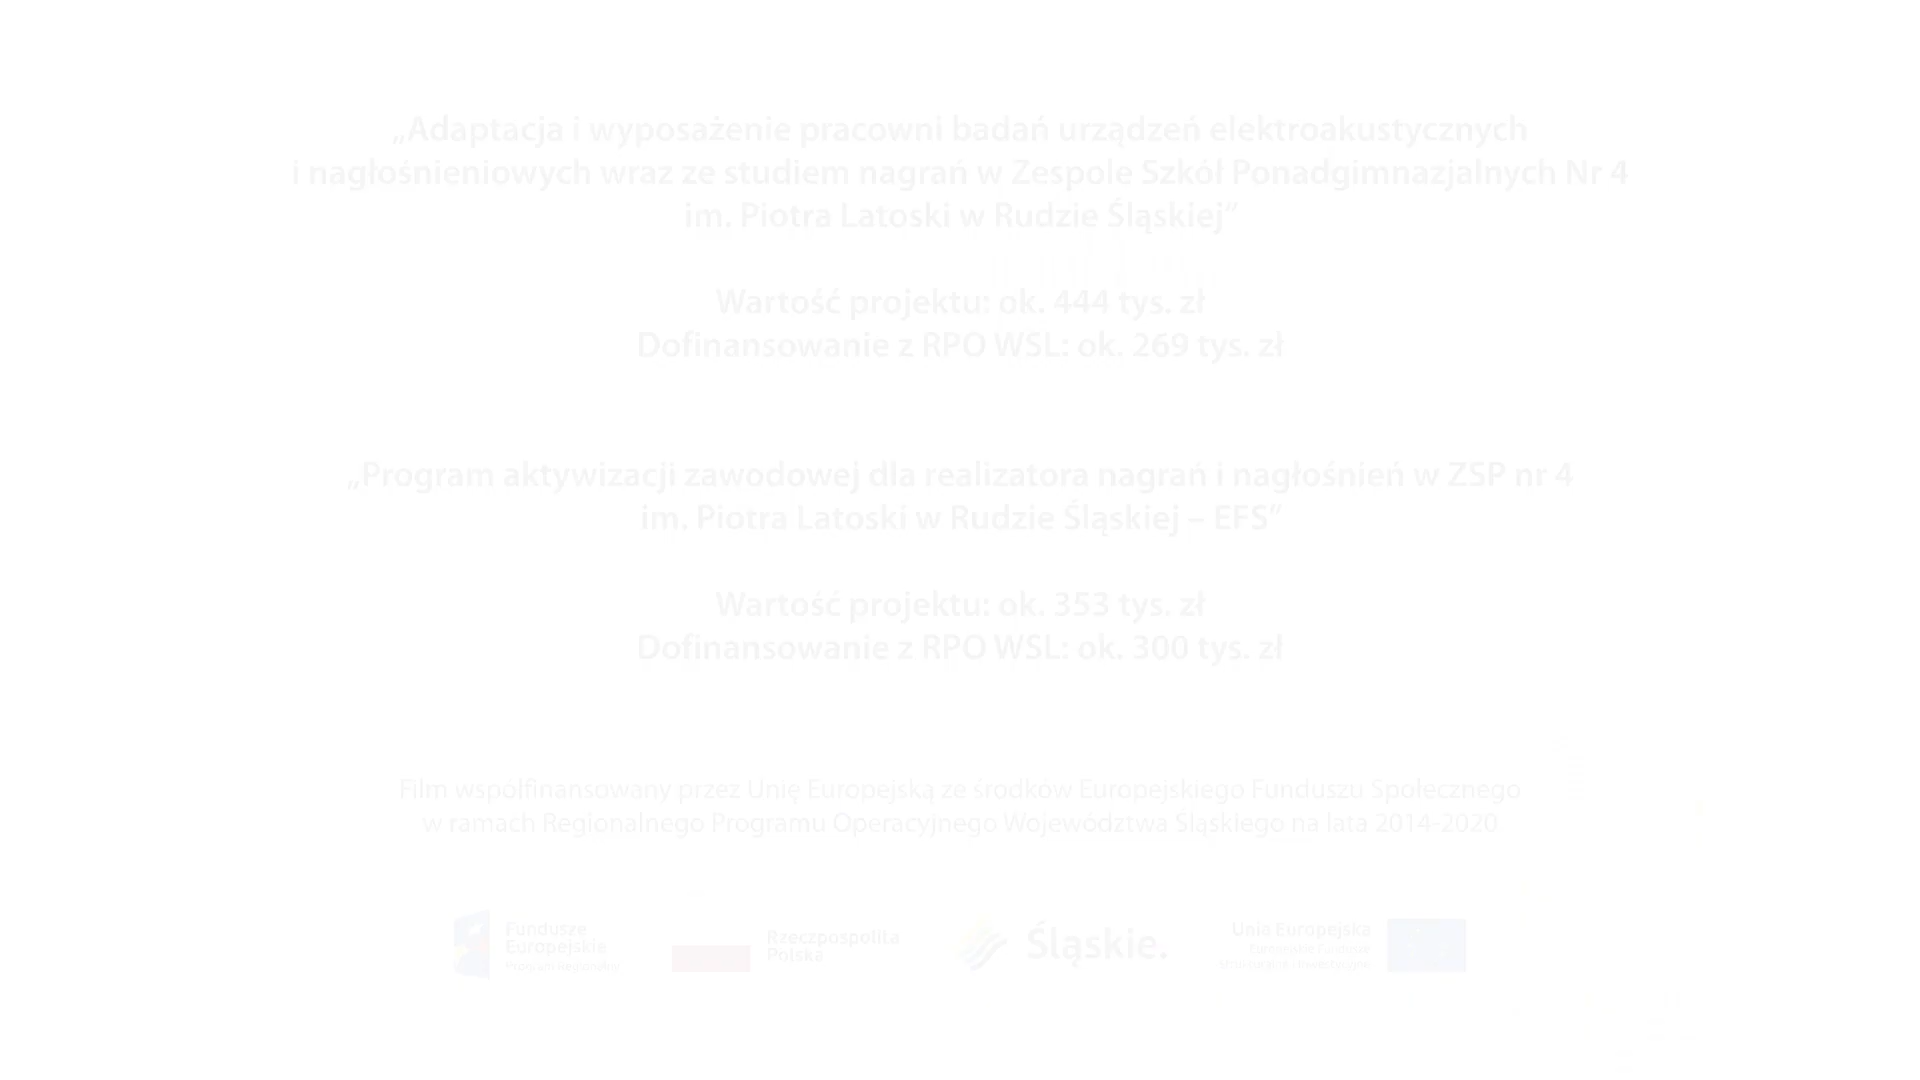 „Adaptacja i wyposażenie pracowni badań urządzeń elektroakustycznych
i nagłośnieniowych wraz ze studiem nagrań w Zespole Szkół Ponadgimnazjalnych Nr 4
im. Piotra Latoski w Rudzie Śląskiej”
Wartość projektu: ok. 444 tys. zł
Dofinansowanie z RPO WSL: ok. 269 tys. zł
„Program aktywizacji zawodowej dla realizatora nagrań i nagłośnień w ZSP nr 4
im. Piotra Latoski w Rudzie Śląskiej – EFS”
Wartość projektu: ok. 353 tys. zł
Dofinansowanie z RPO WSL: ok. 300 tys. zł
Film współfinansowany przez Unię Europejską ze środków Europejskiego Funduszu Społecznego
w ramach Regionalnego Programu Operacyjnego Województwa Śląskiego na lata 2014-2020
Fundusze
Europejskie
Program Regionalny
Rzeczpospolita
Polska
Śląskie.
Unia Europejska
Europejskie Fundusze
Strukturalne i Inwestycyjne